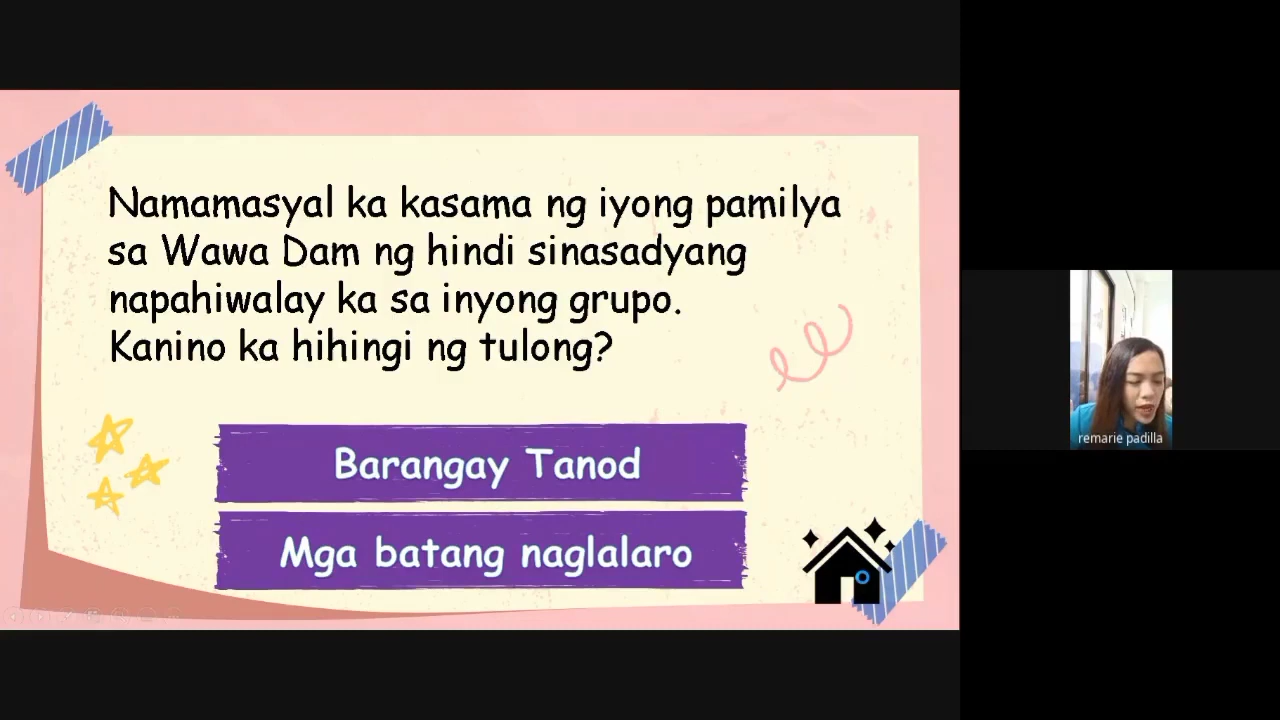 Namamasyal ka kasama ng iyong pamilya
sa Wawa Dam ng hindi sinasadyang
napahiwalay ka sa inyong grupo.
Kanino ka hihingi ng tulong?
Barangay Tanod
Mga batang naglalaro
remarie padilla